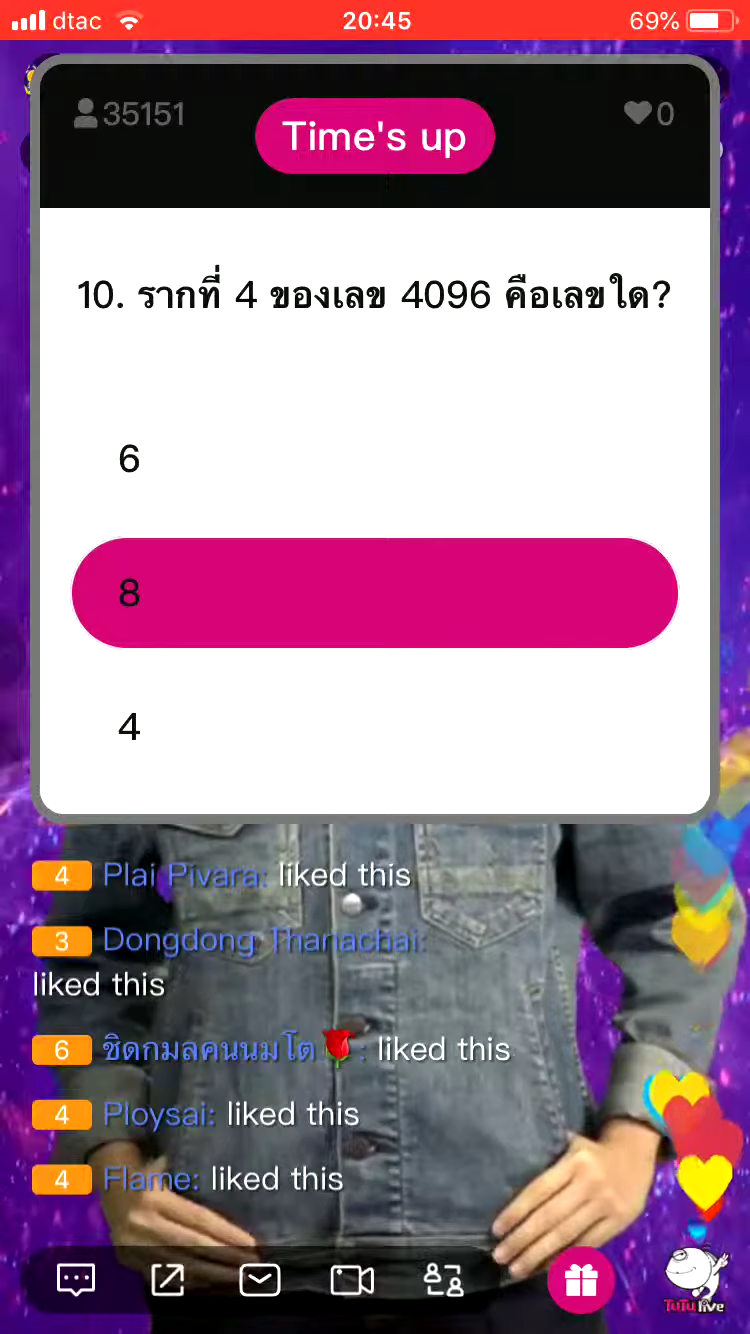 dtac 20:45 69%
35151 Time's up 0
10. รากที่ 4 ของเลข 4096 คือเลขใด?
6
8
4
4 Plai Pivara: liked this
3 Dongdong Thanachai:
liked this
6 ชิดกมลคนนมโต🌹: liked this
4 Ploysai: liked this
4 Flame: liked this
TuTu live